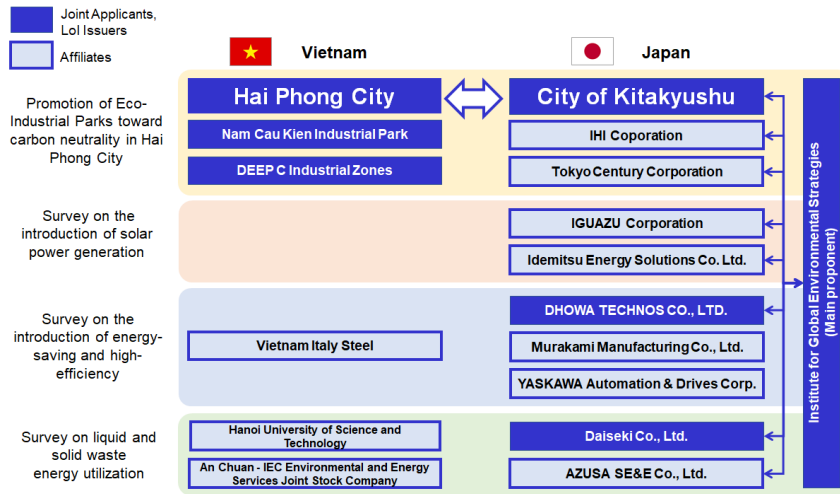 Joint Applicants,
LoI Issuers
Affiliates
Vietnam
Japan
Promotion of Eco-
Industrial Parks toward
carbon neutrality in Hai
Phong City
Hai Phong City
City of Kitakyushu
Nam Cau Kien Industrial Park
IHI Coporation
DEEP C Industrial Zones
Tokyo Century Corporation
Survey on the
introduction of solar
power generation
IGUAZU Corporation
Idemitsu Energy Solutions Co. Ltd.
Survey on the
introduction of energy-
saving and high-
efficiency
Vietnam Italy Steel
DHOWA TECHNOS CO., LTD.
Murakami Manufacturing Co., Ltd.
YASKAWA Automation & Drives Corp.
Survey on liquid and
solid waste
energy utilization
Hanoi University of Science and
Technology
An Chuan - IEC Environmental and Energy
Services Joint Stock Company
Daiseki Co., Ltd.
AZUSA SE&E Co., Ltd.
Institute for Global Environmental Strategies
(Main proponent)